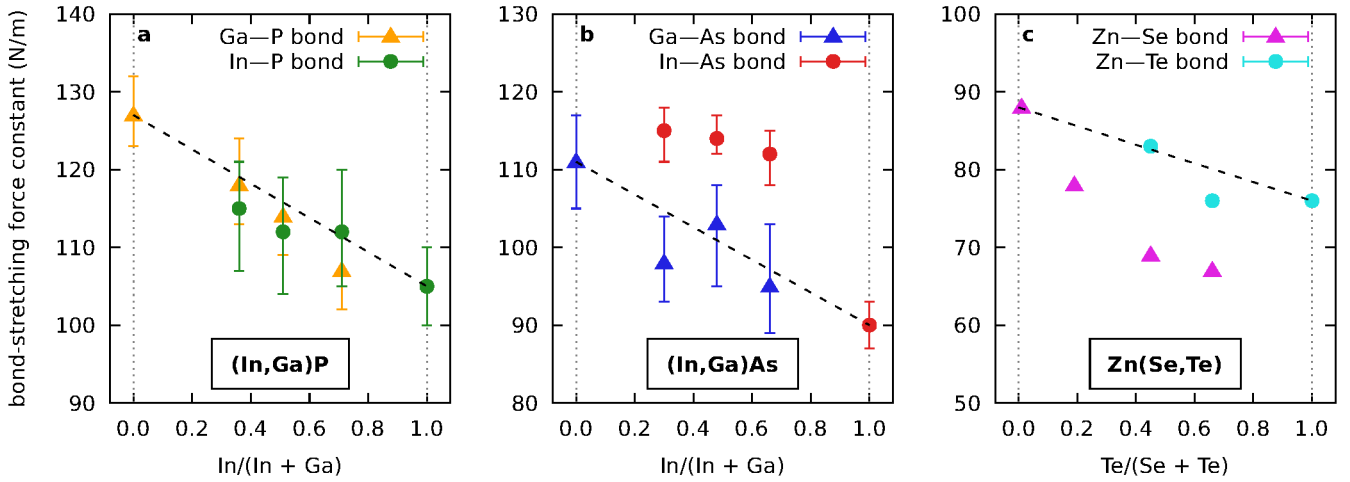 bond-stretching force constant (N/m)
140
130
120
110
100
90
a
Ga—P bond
In—P bond
(In,Ga)P
0.0 0.2 0.4 0.6 0.8 1.0
In/(In + Ga)
130
120
110
100
90
80
b
Ga—As bond
In—As bond
(In,Ga)As
0.0 0.2 0.4 0.6 0.8 1.0
In/(In + Ga)
100
90
80
70
60
50
c
Zn—Se bond
Zn—Te bond
Zn(Se,Te)
0.0 0.2 0.4 0.6 0.8 1.0
Te/(Se + Te)